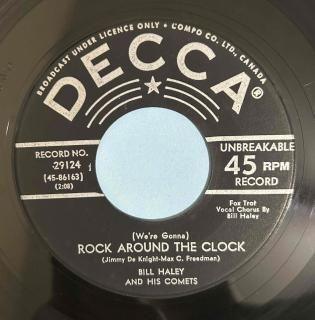 BROADCAST UNDER LICENCE ONLY • COMPO CO. LTD., CANADA
DECCA®
RECORD NO.
29124
[45-86163]
(2:08)
UNBREAKABLE
45 RPM
RECORD
Fox Trot
Vocal Chorus By
Bill Haley
(We're Gonna)
ROCK AROUND THE CLOCK
(Jimmy De Knight-Max C. Freedman)
BILL HALEY
AND HIS COMETS